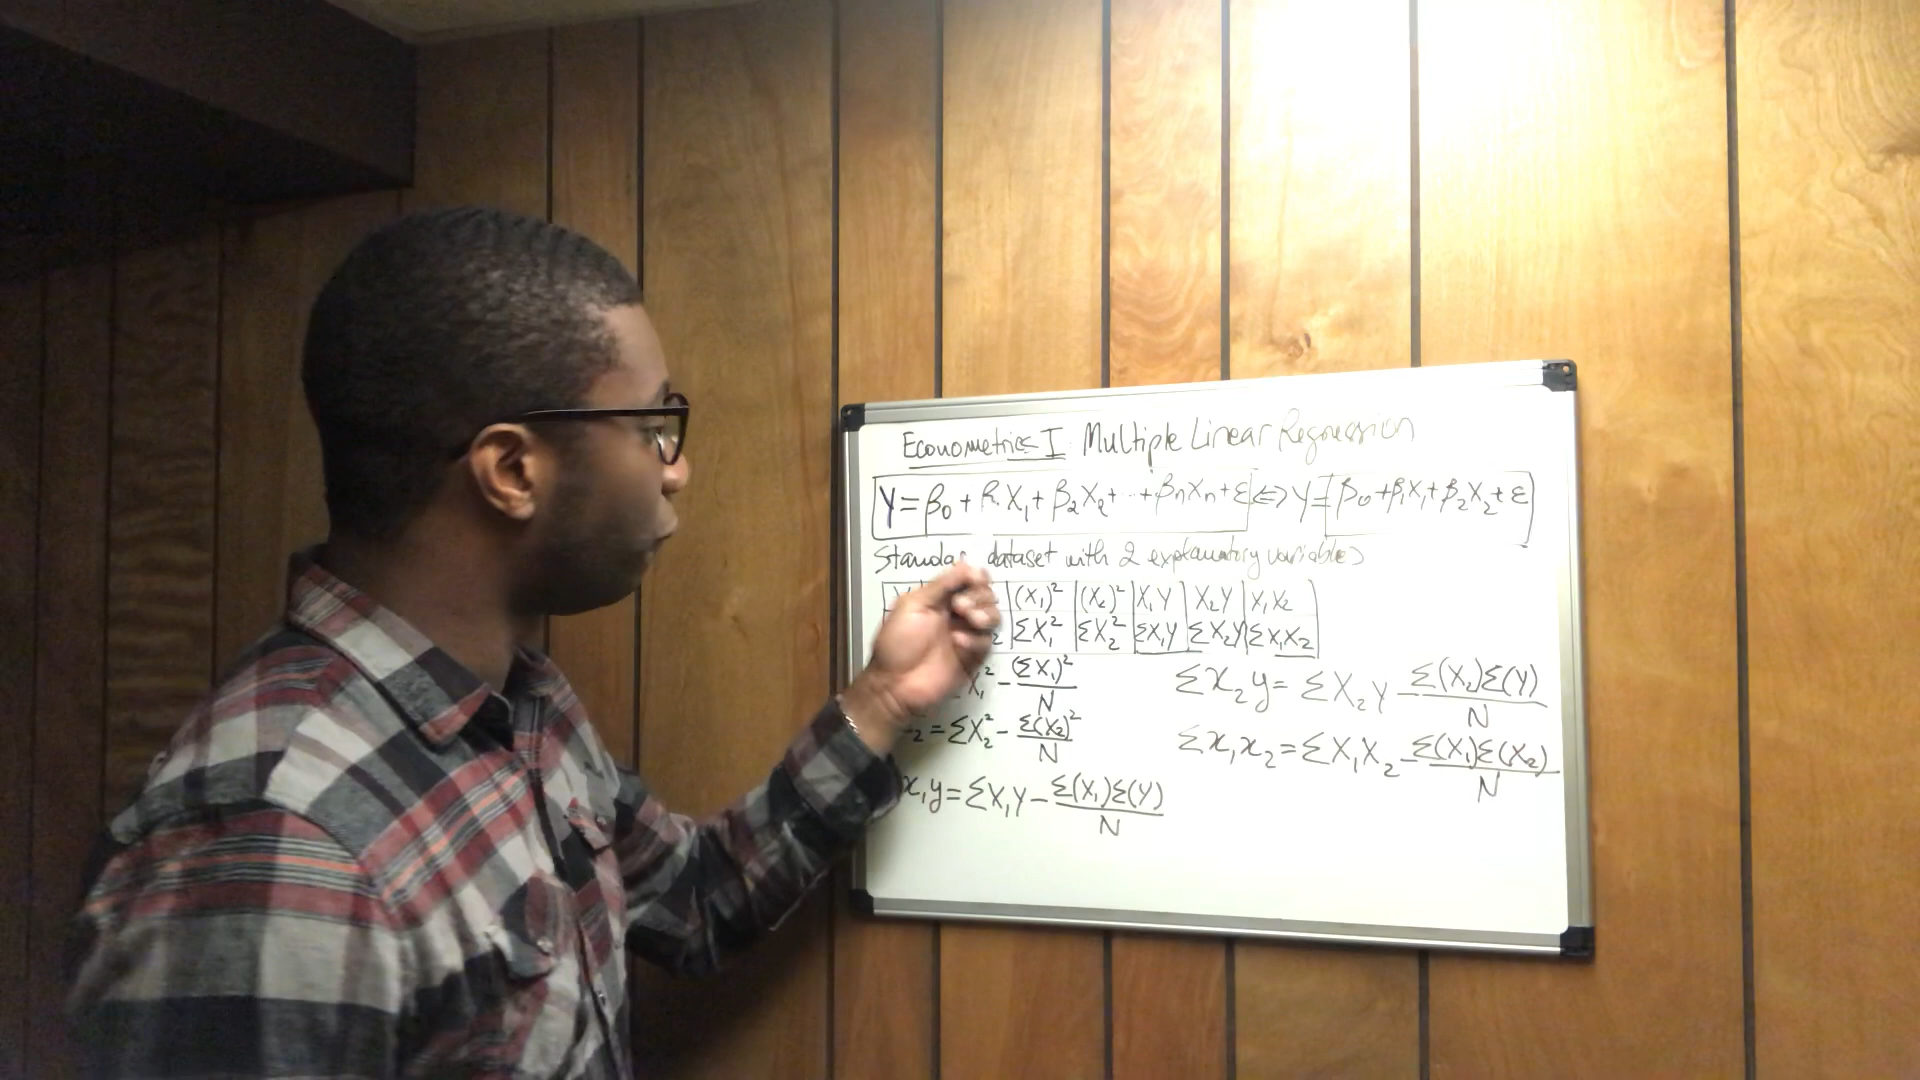 Econometrics I: Multiple Linear Regression
Y = β₀ + β₁X₁ + β₂X₂ + ... + βₙXₙ + ε ⇔ Y = β₀ + β₁X₁ + β₂X₂ + ε
dataset with 2 explanatory variables
(X₁)² (X₂)² X₁Y X₂Y X₁X₂
ΣX₁² ΣX₂² ΣX₁Y ΣX₂Y ΣX₁X₂
X₁² - (ΣX₁)²/N
= ΣX₂² - Σ(X₂)²/N
x₁y = ΣX₁Y - Σ(X₁)Σ(Y)/N
Σx₂y = ΣX₂Y - Σ(X₂)Σ(Y)/N
Σx₁x₂ = ΣX₁X₂ - Σ(X₁)Σ(X₂)/N